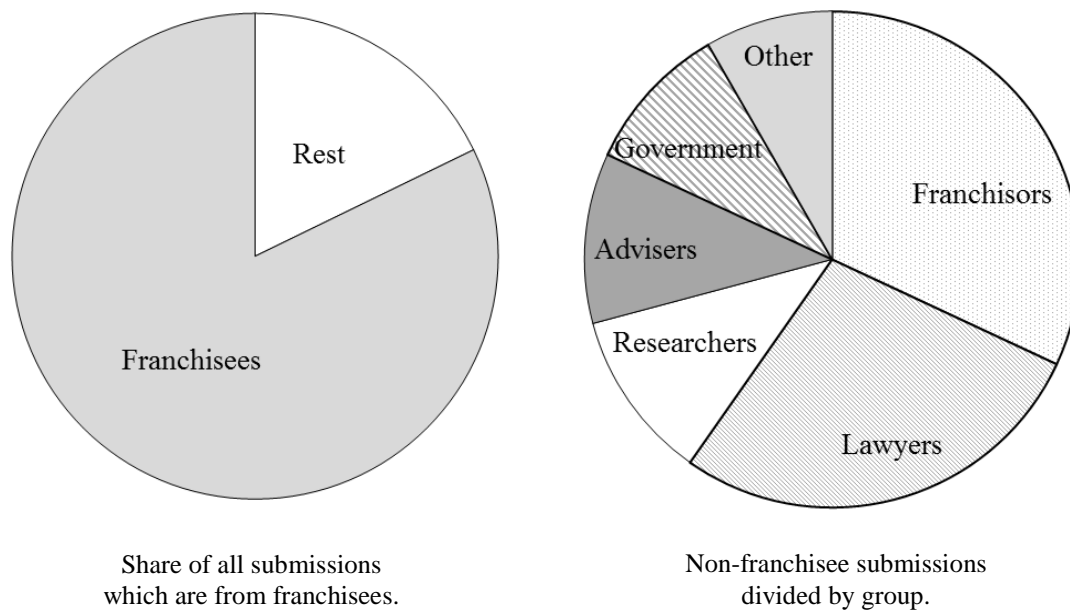 Rest
Franchisees
Other
Government
Franchisors
Advisers
Researchers
Lawyers
Share of all submissions
which are from franchisees.
Non-franchisee submissions
divided by group.